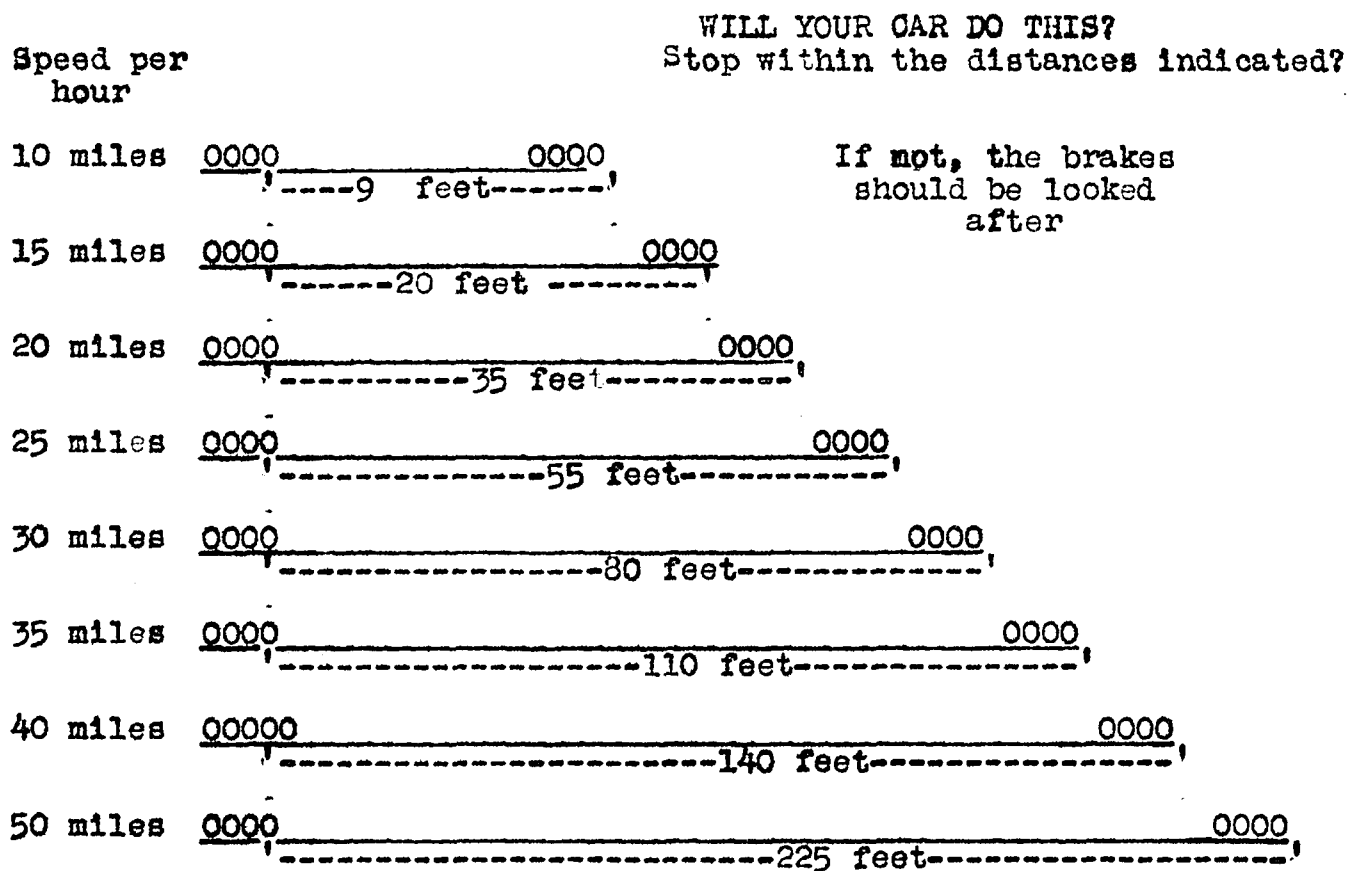 WILL YOUR CAR DO THIS?
Stop within the distances indicated?
Speed per
hour
10 miles 0000 0000
----9 feet------
If not, the brakes
should be looked
after
15 miles 0000 0000
------20 feet --------
20 miles 0000 0000
----------35 feet----------
25 miles 0000 0000
--------------55 feet-----------
30 miles 0000 0000
-----------------80 feet-------------
35 miles 0000 0000
-------------------110 feet---------------
40 miles 00000 0000
-----------------------140 feet----------------
50 miles 0000 0000
--------------------------225 feet-------------------